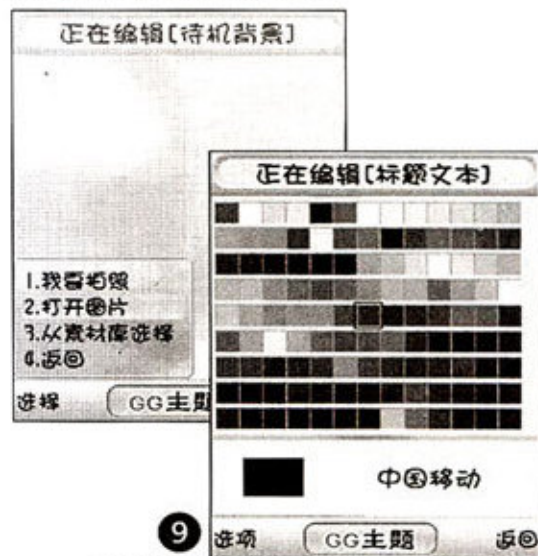 正在编辑[待机背景]
1.我要拍照
2.打开图片
3.从素材库选择
4.返回
选择
GG主题
正在编辑[标题文本]
中国移动
9
选项
GG主题
返回